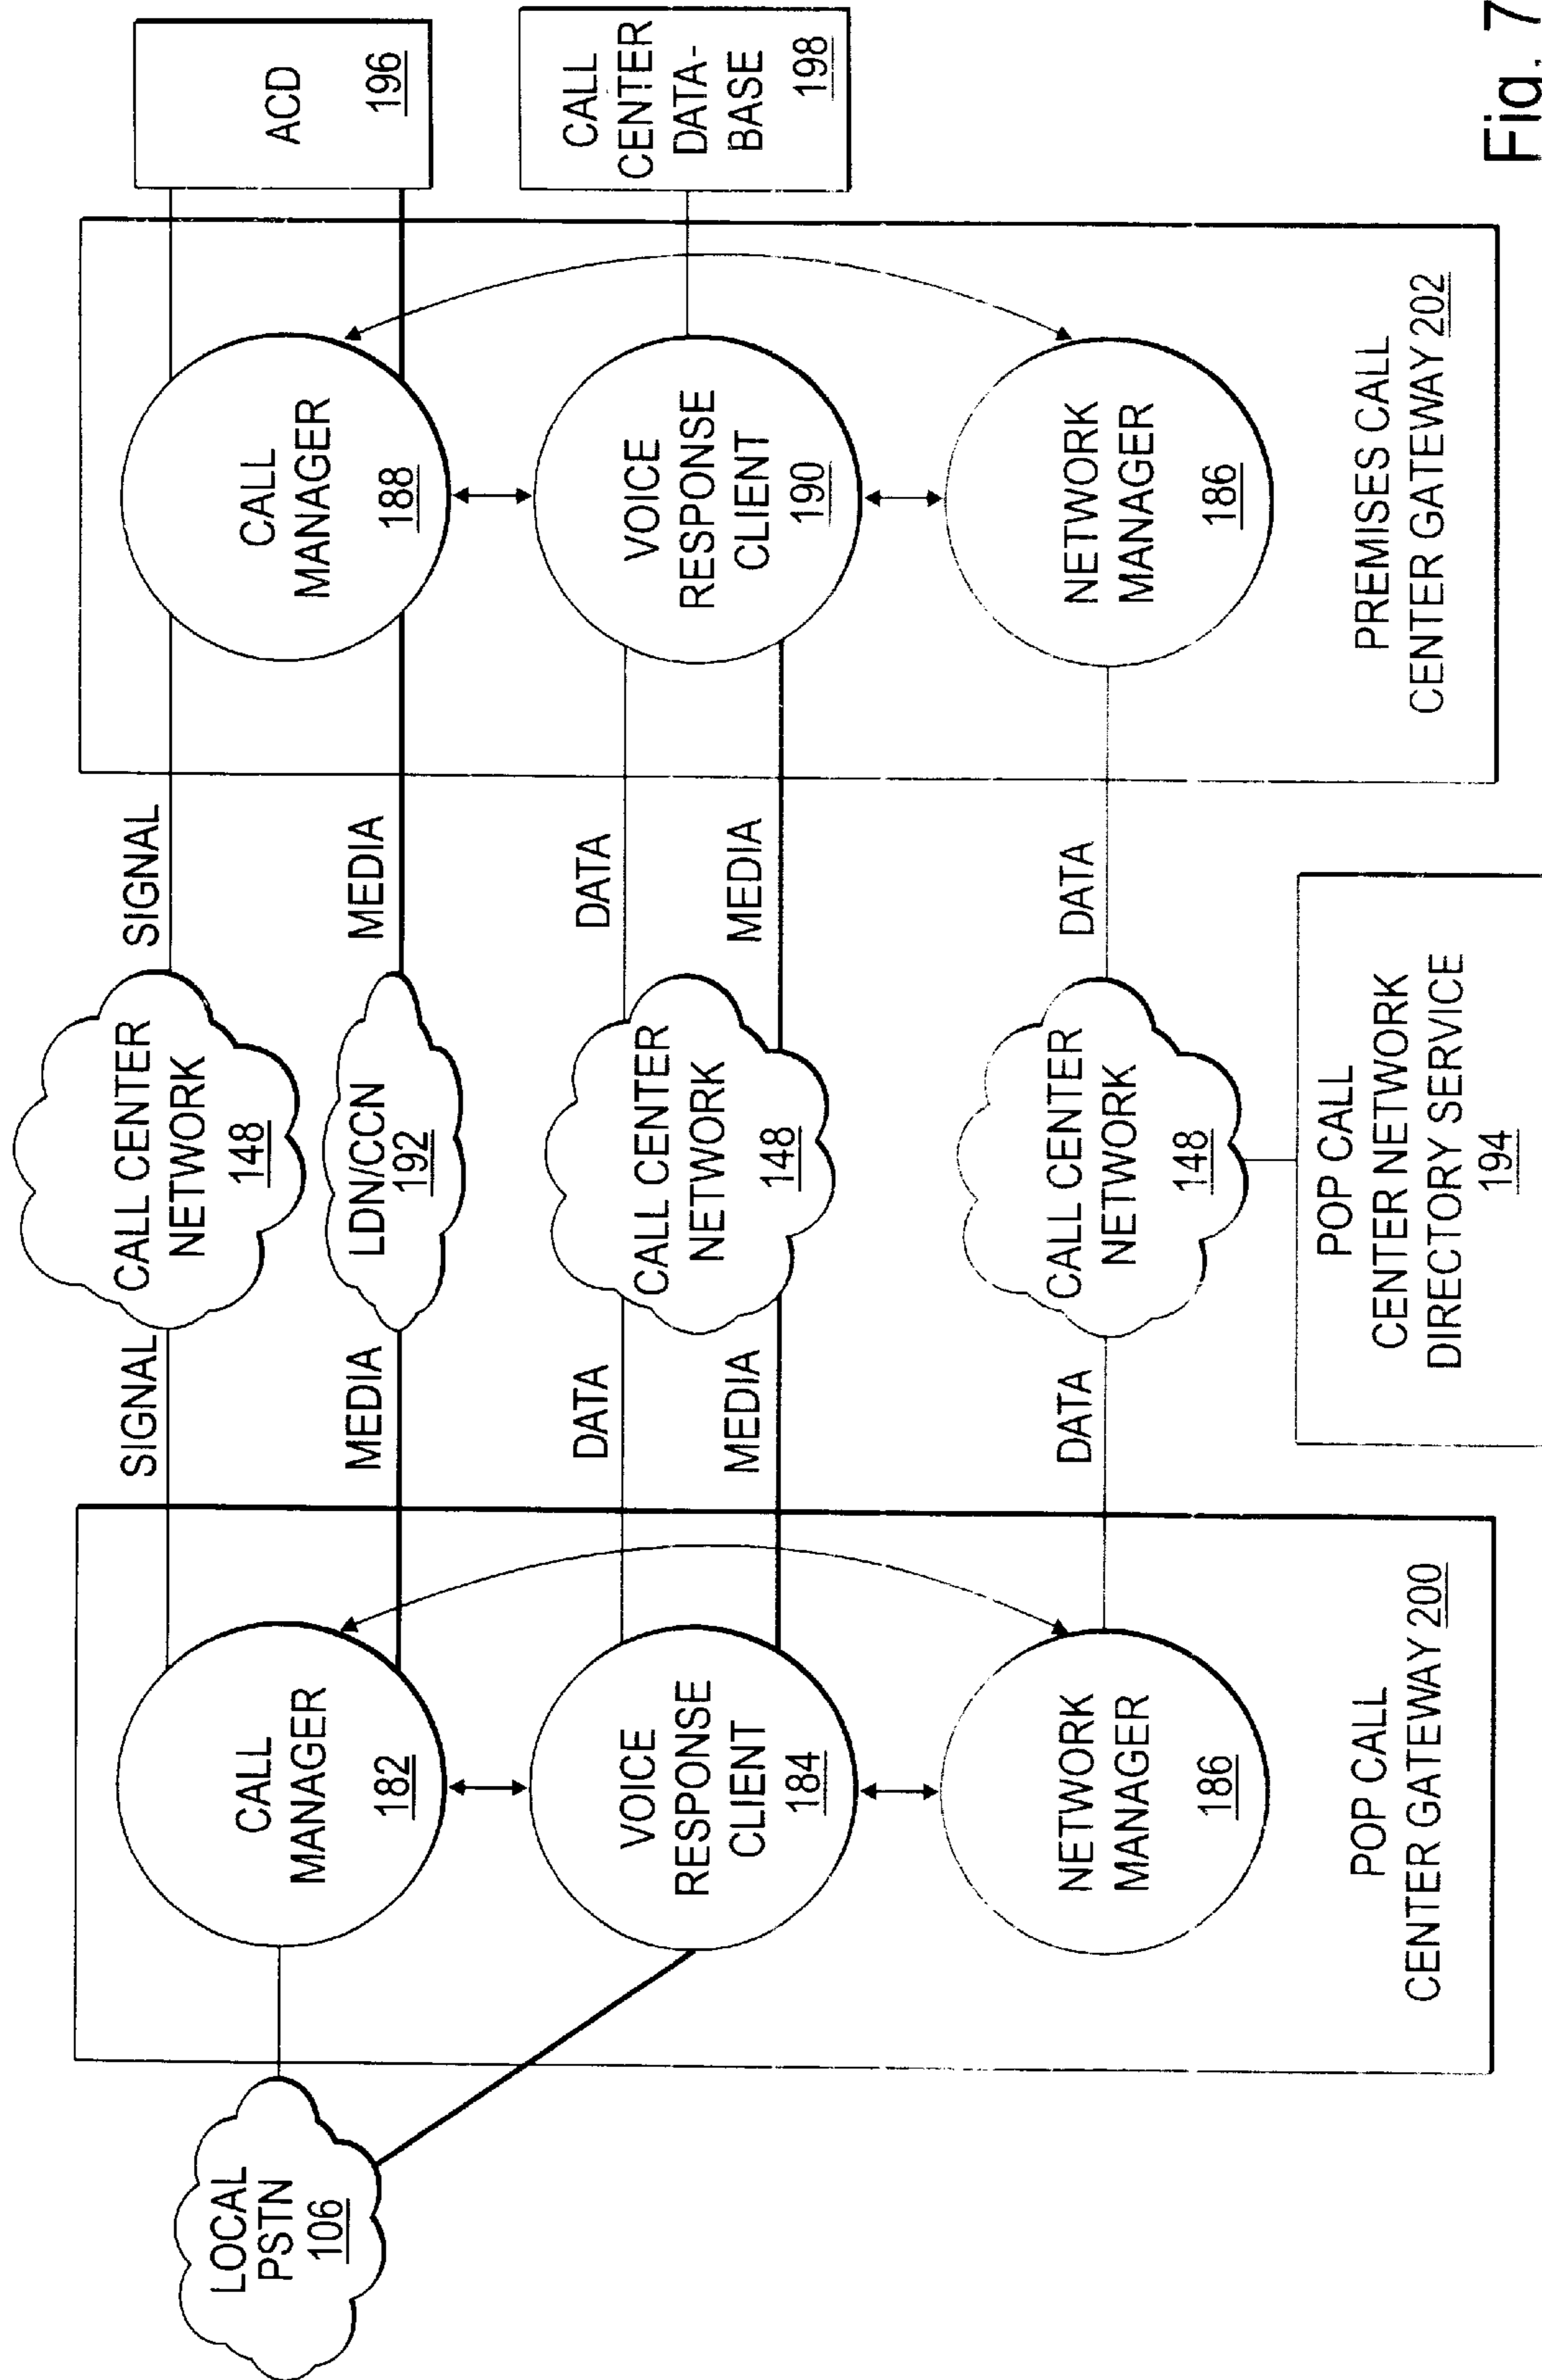 LOCAL
PSTN
106
CALL
MANAGER
182
VOICE
RESPONSE
CLIENT
184
NETWORK
MANAGER
186
POP CALL
CENTER GATEWAY 200
SIGNAL
MEDIA
DATA
MEDIA
DATA
CALL CENTER
NETWORK
148
LDN/CCN
192
CALL CENTER
NETWORK
148
CALL CENTER
NETWORK
148
POP CALL
CENTER NETWORK
DIRECTORY SERVICE
194
SIGNAL
MEDIA
DATA
MEDIA
DATA
CALL
MANAGER
188
VOICE
RESPONSE
CLIENT
190
NETWORK
MANAGER
186
PREMISES CALL
CENTER GATEWAY 202
ACD
196
CALL
CENTER
DATA-
BASE
198
Fig. 7